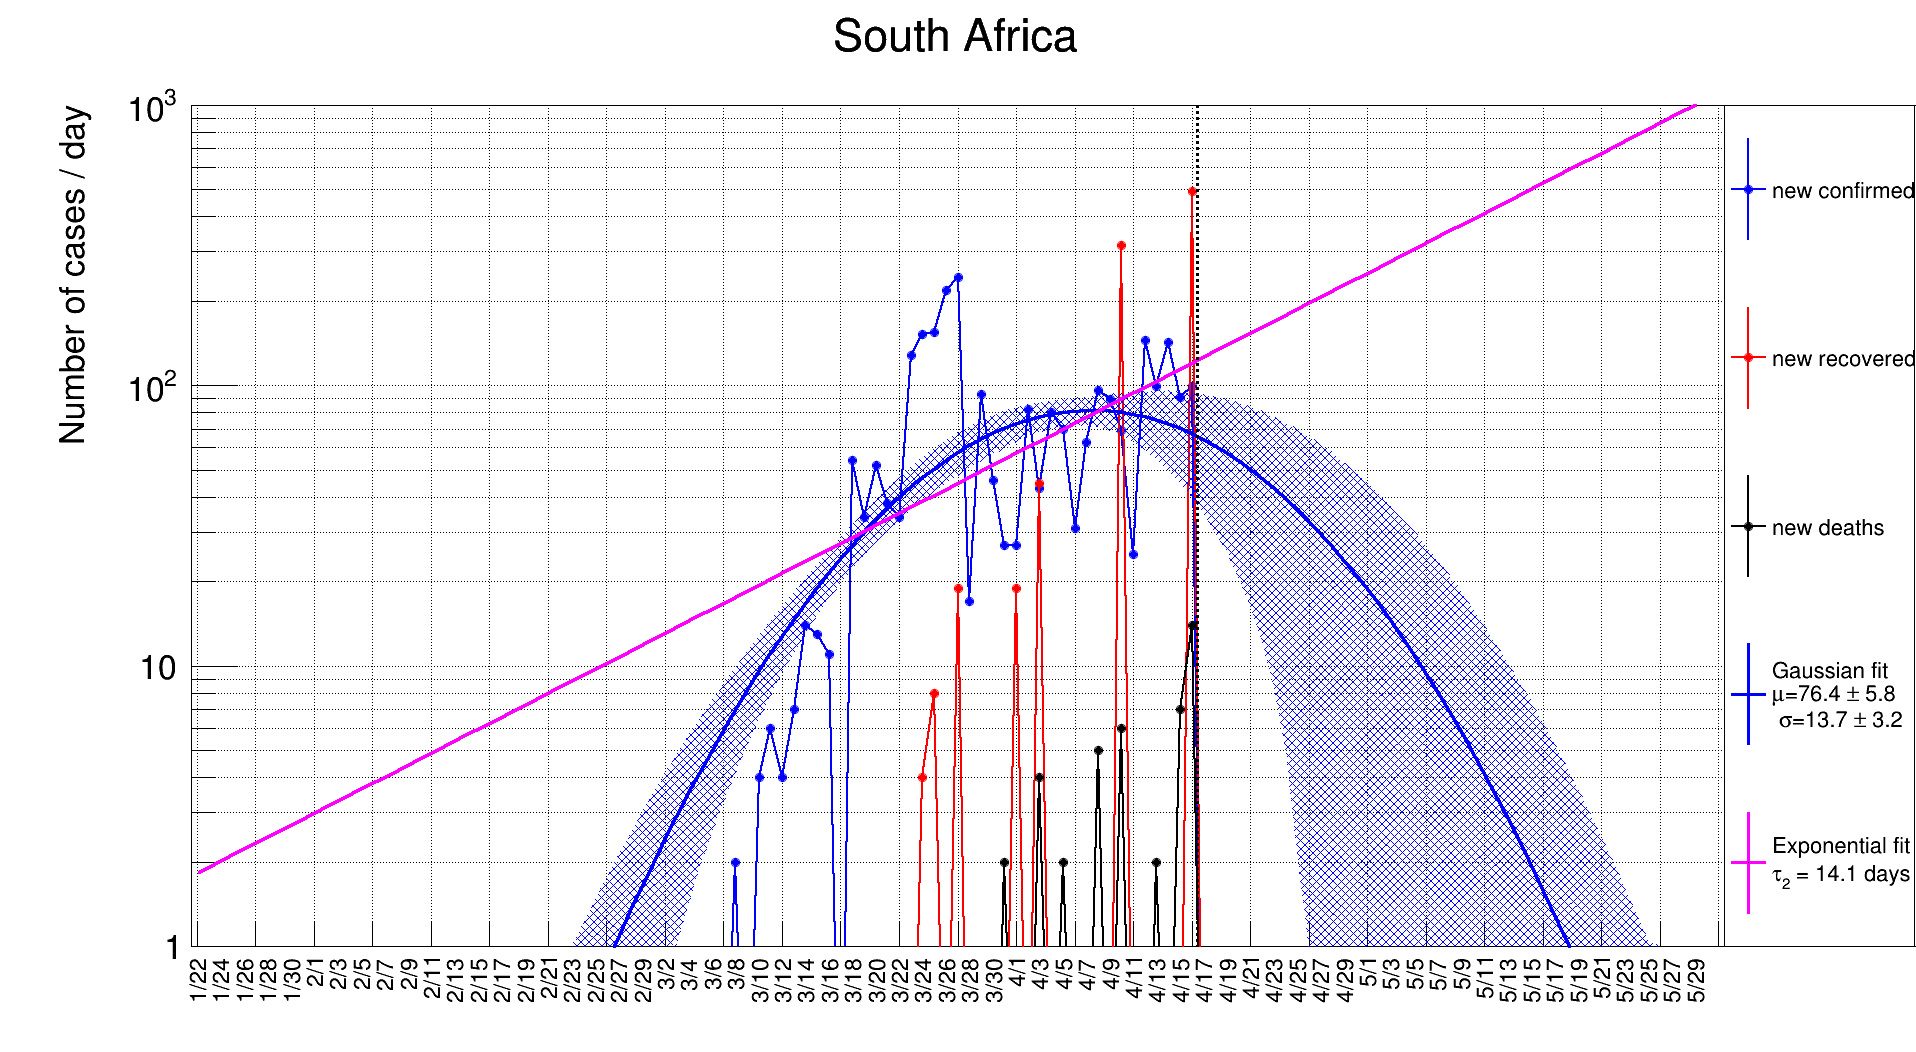 South Africa
Number of cases / day
10³
10²
10
1
1/22 1/24 1/26 1/28 1/30 2/1 2/3 2/5 2/7 2/9 2/11 2/13 2/15 2/17 2/19 2/21 2/23 2/25 2/27 2/29 3/2 3/4 3/6 3/8 3/10 3/12 3/14 3/16 3/18 3/20 3/22 3/24 3/26 3/28 3/30 4/1 4/3 4/5 4/7 4/9 4/11 4/13 4/15 4/17 4/19 4/21 4/23 4/25 4/27 4/29 5/1 5/3 5/5 5/7 5/9 5/11 5/13 5/15 5/17 5/19 5/21 5/23 5/25 5/27 5/29
new confirmed
new recovered
new deaths
Gaussian fit
μ=76.4 ± 5.8
σ=13.7 ± 3.2
Exponential fit
τ₂ = 14.1 days